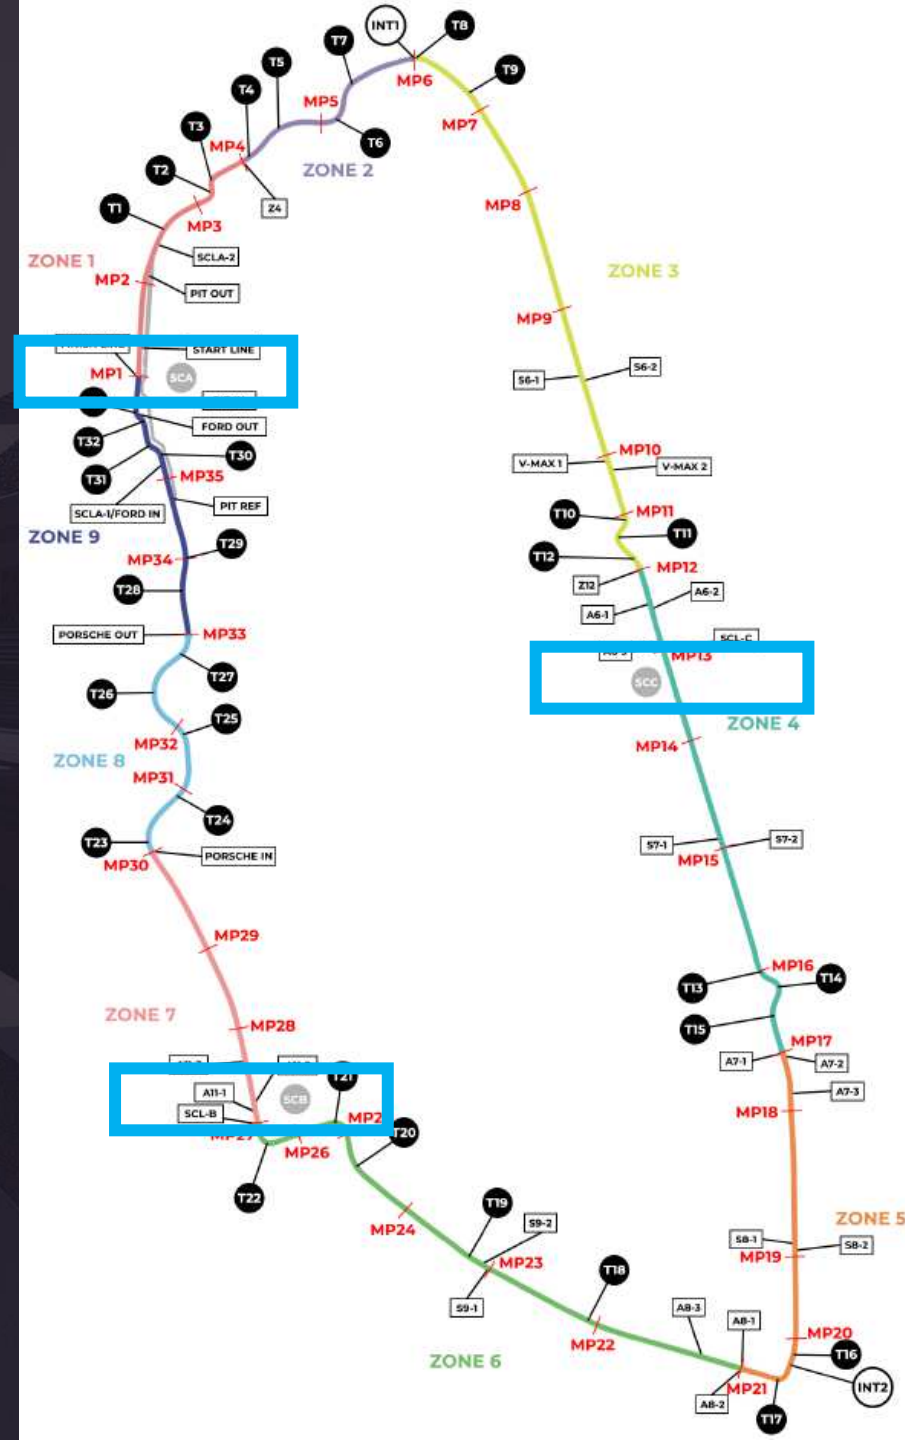 INT1
T8
T7
T5
MP6
T9
T4
MP5
T3
MP7
MP4
T6
T2
ZONE 2
MP8
Z4
T1
MP3
SCLA-2
ZONE 1
ZONE 3
MP2
PIT OUT
MP9
START LINE
MP1
SCA
S6-2
S6-1
FORD OUT
T32
MP10
T30
V-MAX 1
V-MAX 2
T31
MP35
PIT REF
SCLA-1/FORD IN
T10
MP11
T11
ZONE 9
T29
MP34
T12
MP12
T28
Z12
A6-2
A6-1
PORSCHE OUT
MP33
SCL-C
MP13
T27
SCC
T26
T25
ZONE 4
MP32
MP14
ZONE 8
MP31
T24
T23
S7-1
S7-2
PORSCHE IN
MP15
MP30
MP29
MP16
T14
T13
ZONE 7
MP28
T15
MP17
A7-1
A7-2
T21
A11-1
SCB
A7-3
SCL-B
MP18
MP2
T20
MP27
MP26
T22
T19
MP24
S9-2
ZONE 5
S8-1
S8-2
MP19
MP23
T18
S9-1
A8-3
A8-1
MP20
MP22
T16
ZONE 6
MP21
INT2
A8-2
T17